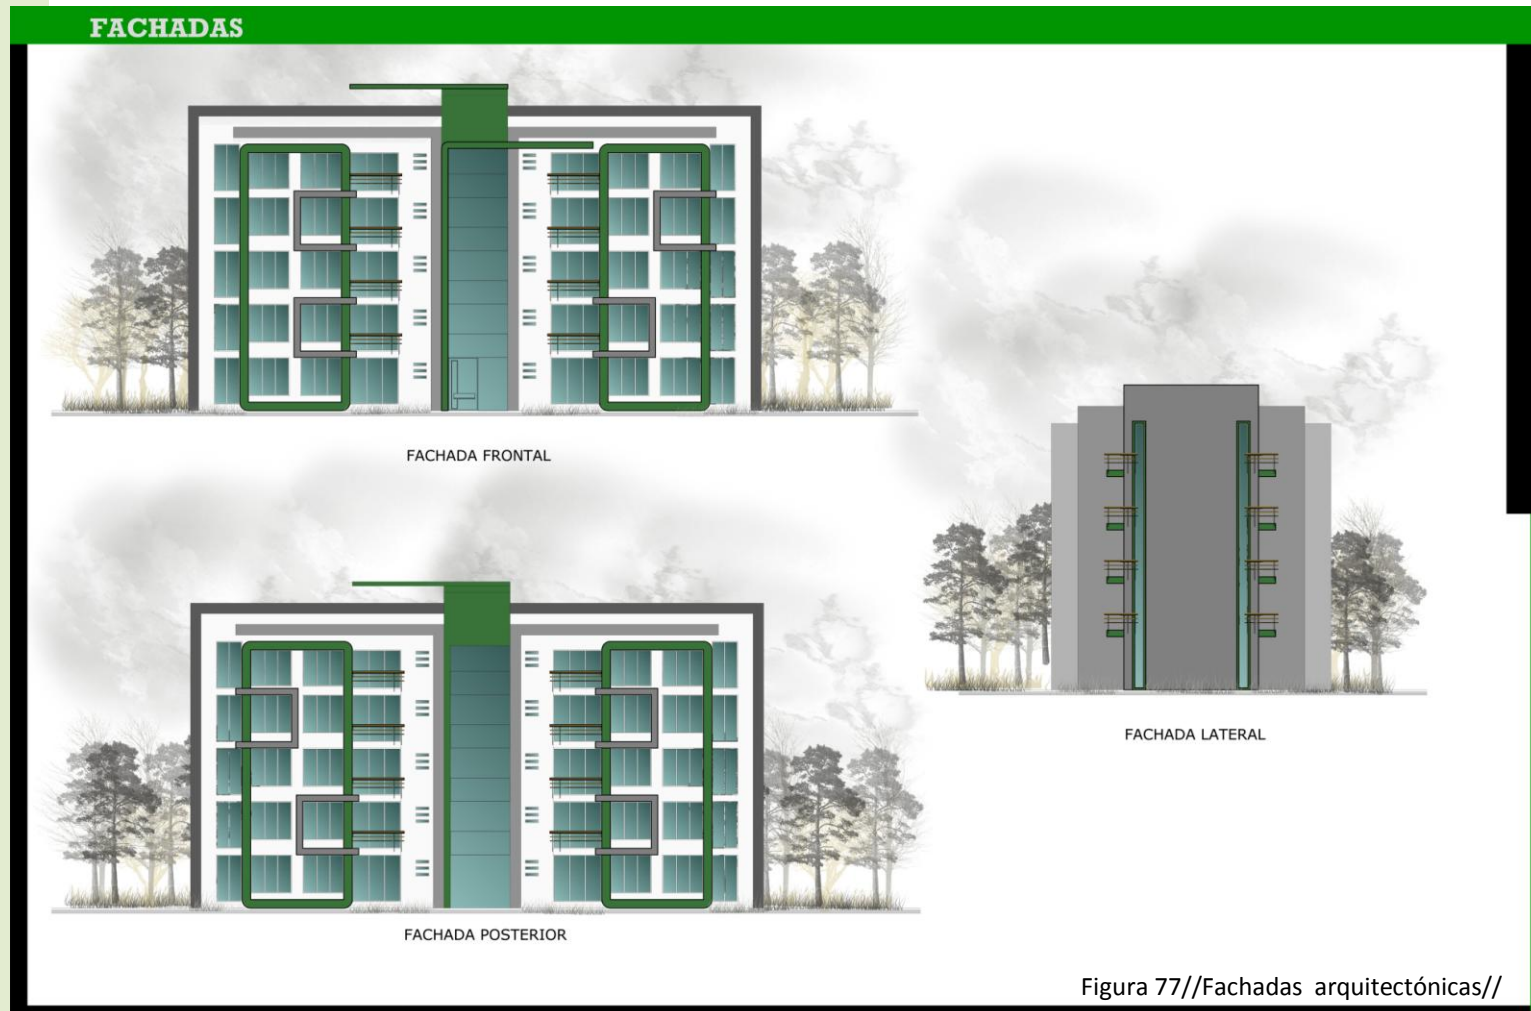 FACHADAS
FACHADA FRONTAL
FACHADA LATERAL
FACHADA POSTERIOR
Figura 77//Fachadas arquitectónicas//